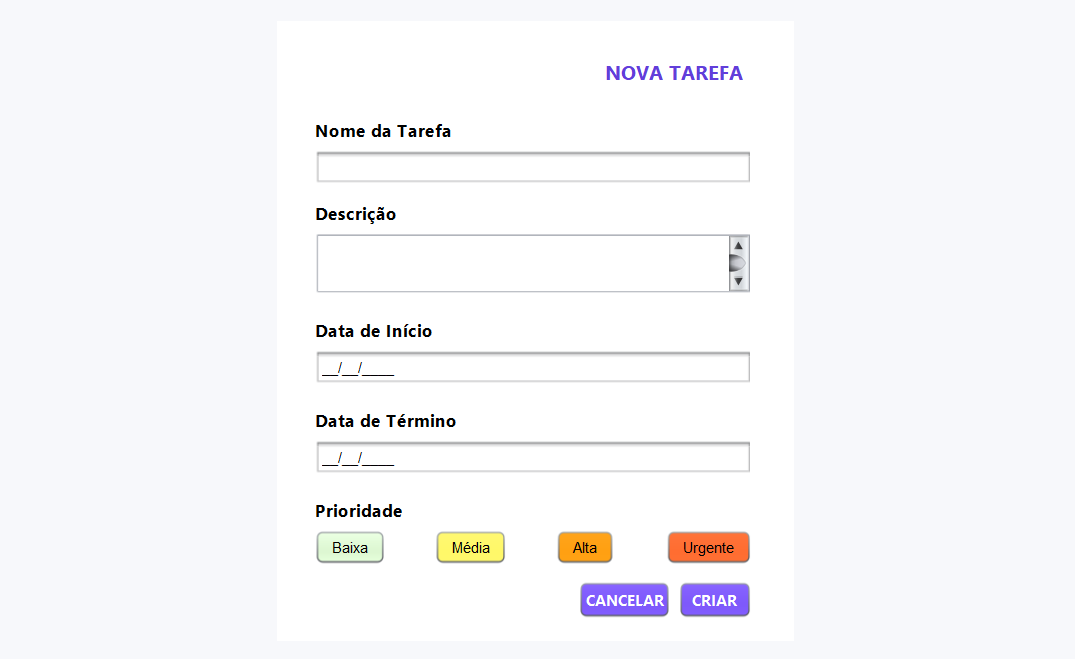 NOVA TAREFA
Nome da Tarefa
Descrição
Data de Início
__/__/____
Data de Término
__/__/____
Prioridade
Baixa Média Alta Urgente
CANCELAR CRIAR